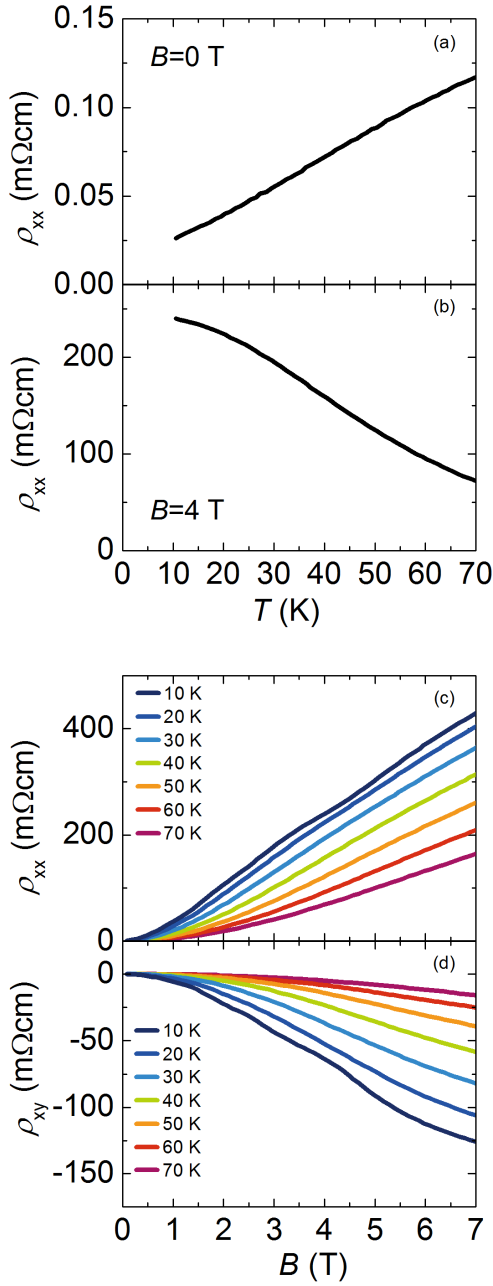 0.15
(a)
B=0 T
0.10
ρxx (mΩcm)
0.05
0.00
(b)
200
ρxx (mΩcm)
100
B=4 T
0
0 10 20 30 40 50 60 70
T (K)
(c)
10 K
400
20 K
30 K
40 K
50 K
ρxx (mΩcm)
60 K
200
70 K
0
(d)
0
-50
10 K
ρxy (mΩcm)
20 K
30 K
-100
40 K
50 K
60 K
-150
70 K
0 1 2 3 4 5 6 7
B (T)